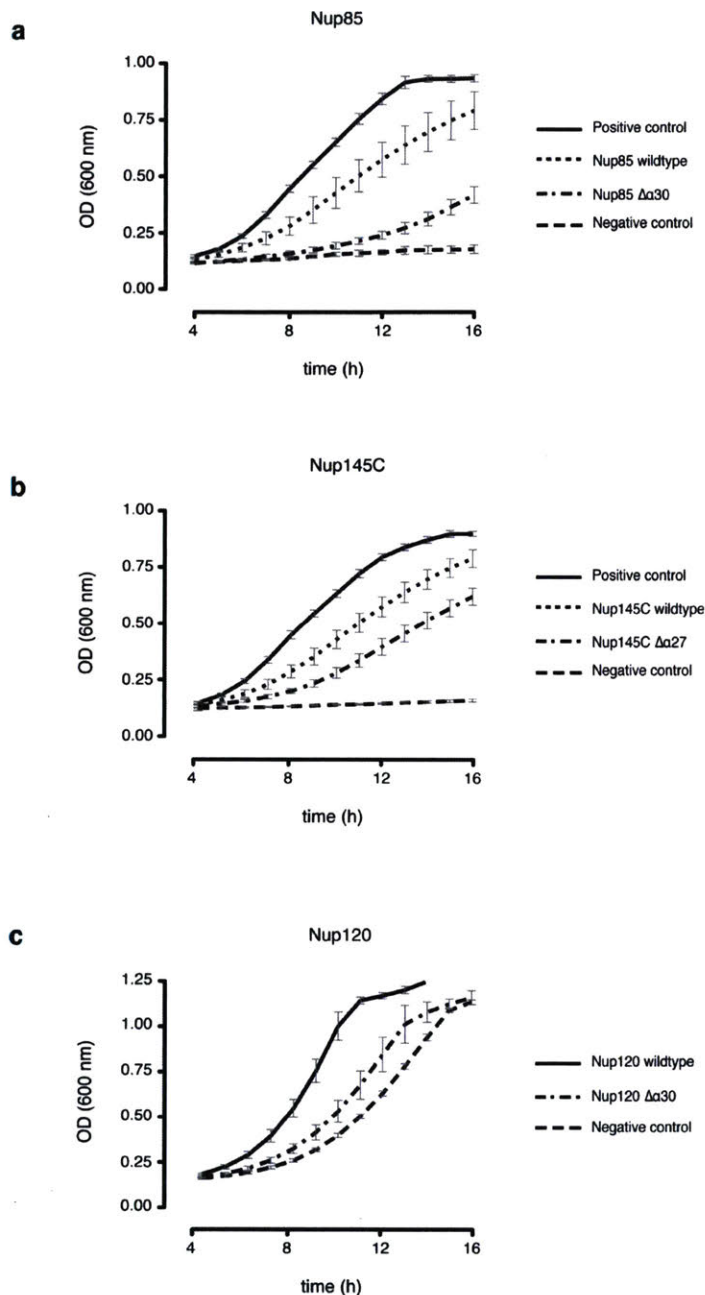 a
Nup85
1.00
0.75
0.50
0.25
0.00
OD (600 nm)
4 8 12 16
time (h)
Positive control
Nup85 wildtype
Nup85 Δα30
Negative control
b
Nup145C
1.00
0.75
0.50
0.25
0.00
OD (600 nm)
4 8 12 16
time (h)
Positive control
Nup145C wildtype
Nup145C Δα27
Negative control
c
Nup120
1.25
1.00
0.75
0.50
0.25
0.00
OD (600 nm)
4 8 12 16
time (h)
Nup120 wildtype
Nup120 Δα30
Negative control